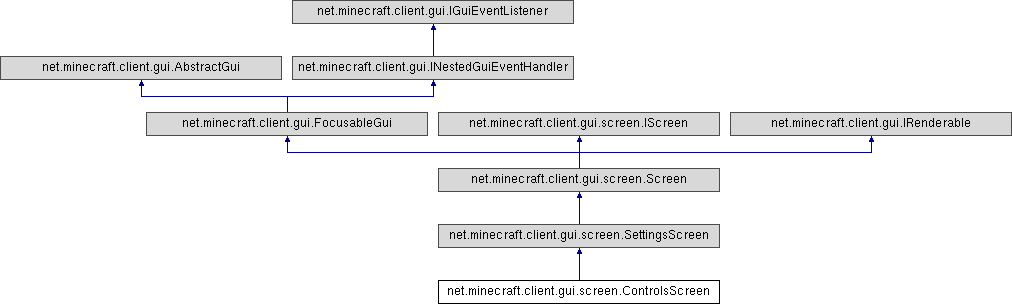 net.minecraft.client.gui.IGuiEventListener
net.minecraft.client.gui.AbstractGui
net.minecraft.client.gui.INestedGuiEventHandler
net.minecraft.client.gui.FocusableGui
net.minecraft.client.gui.screen.IScreen
net.minecraft.client.gui.IRenderable
net.minecraft.client.gui.screen.Screen
net.minecraft.client.gui.screen.SettingsScreen
net.minecraft.client.gui.screen.ControlsScreen